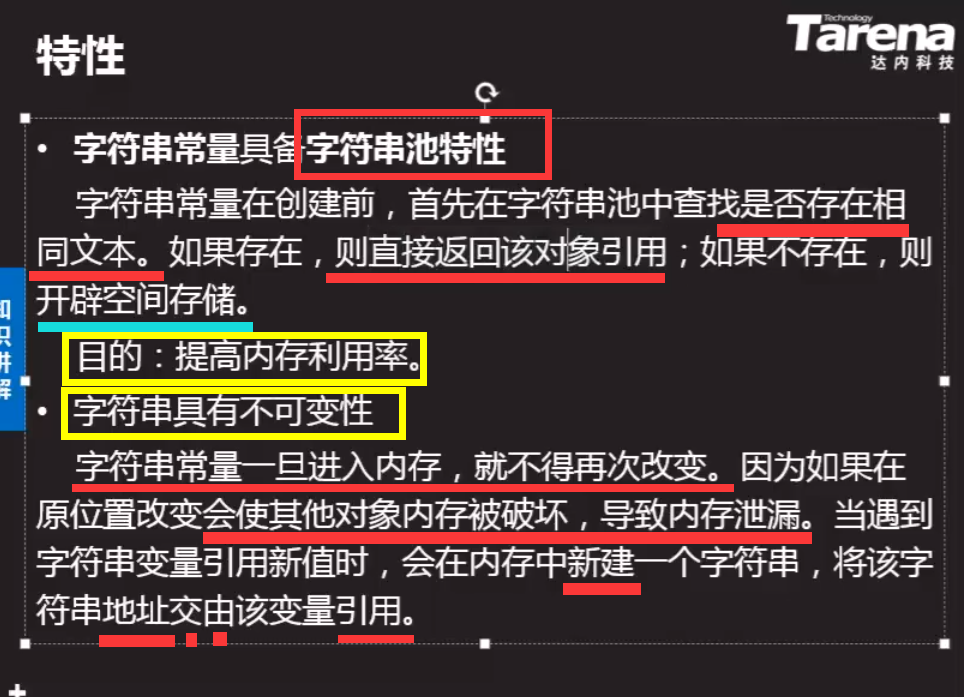 特性
Technology
Tarena
达内科技
• 字符串常量具备字符串池特性
字符串常量在创建前，首先在字符串池中查找是否存在相
同文本。如果存在，则直接返回该对象引用；如果不存在，则
开辟空间存储。
目的：提高内存利用率。
• 字符串具有不可变性
字符串常量一旦进入内存，就不得再次改变。因为如果在
原位置改变会使其他对象内存被破坏，导致内存泄漏。当遇到
字符串变量引用新值时，会在内存中新建一个字符串，将该字
符串地址交由该变量引用。
知识讲解